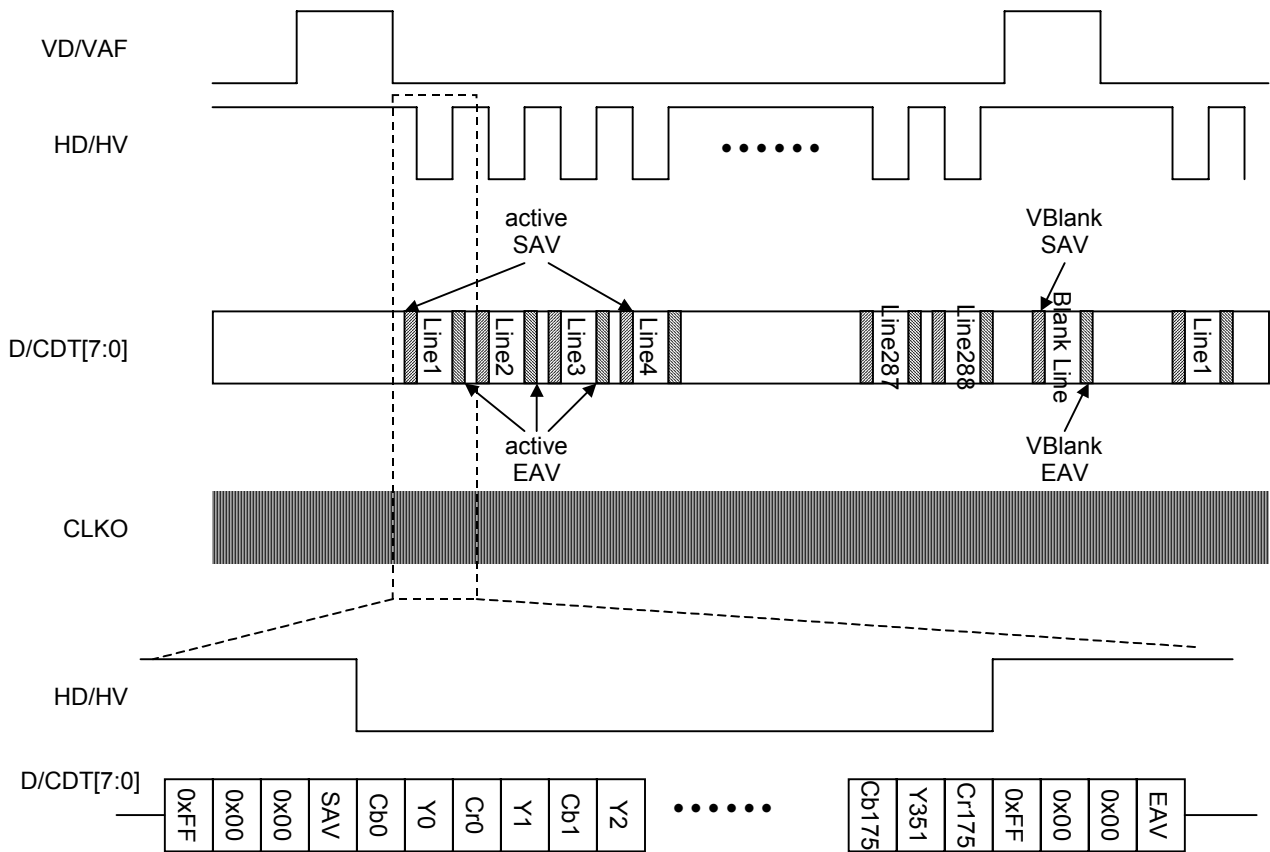 VD/VAF
HD/HV
active
SAV
VBlank
SAV
D/CDT[7:0]
Line1
Line2
Line3
Line4
Line287
Line288
Blank Line
Line1
active
EAV
VBlank
EAV
CLKO
HD/HV
D/CDT[7:0]
0xFF
0x00
0x00
SAV
Cb0
Y0
Cr0
Y1
Cb1
Y2
Cb175
Y351
Cr175
0xFF
0x00
0x00
EAV